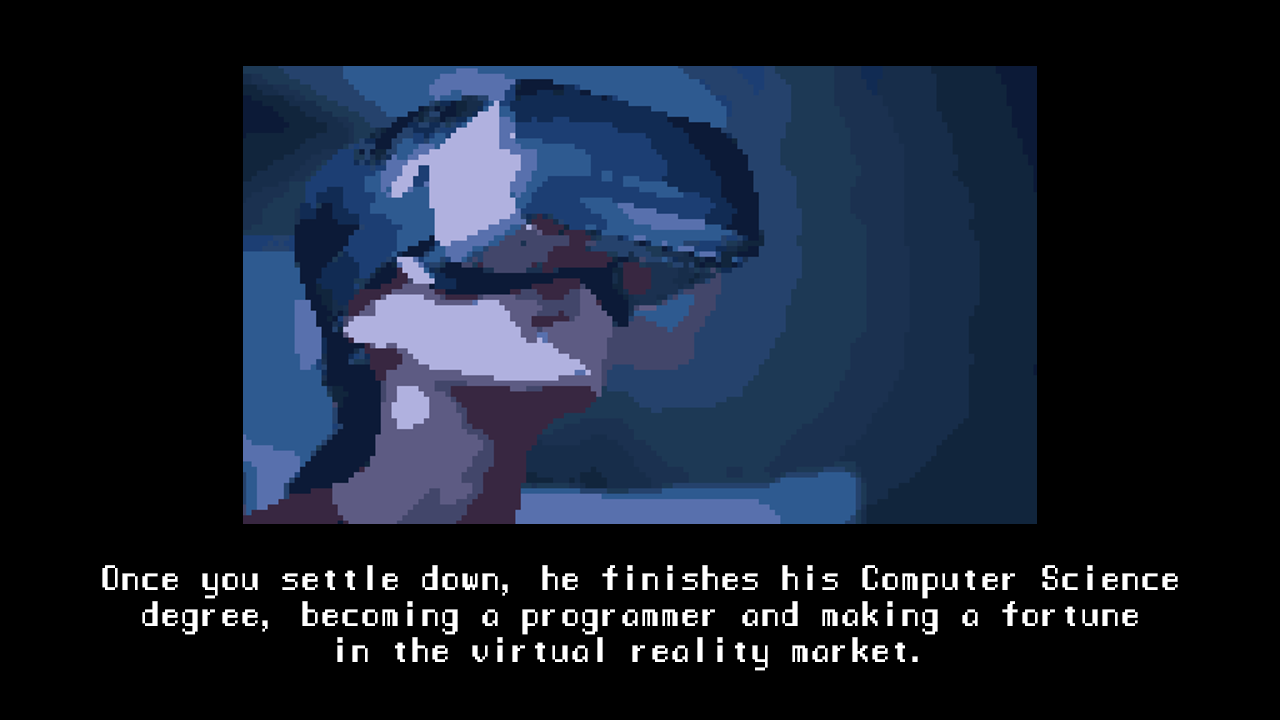 Once you settle down, he finishes his Computer Science
degree, becoming a programmer and making a fortune
in the virtual reality market.